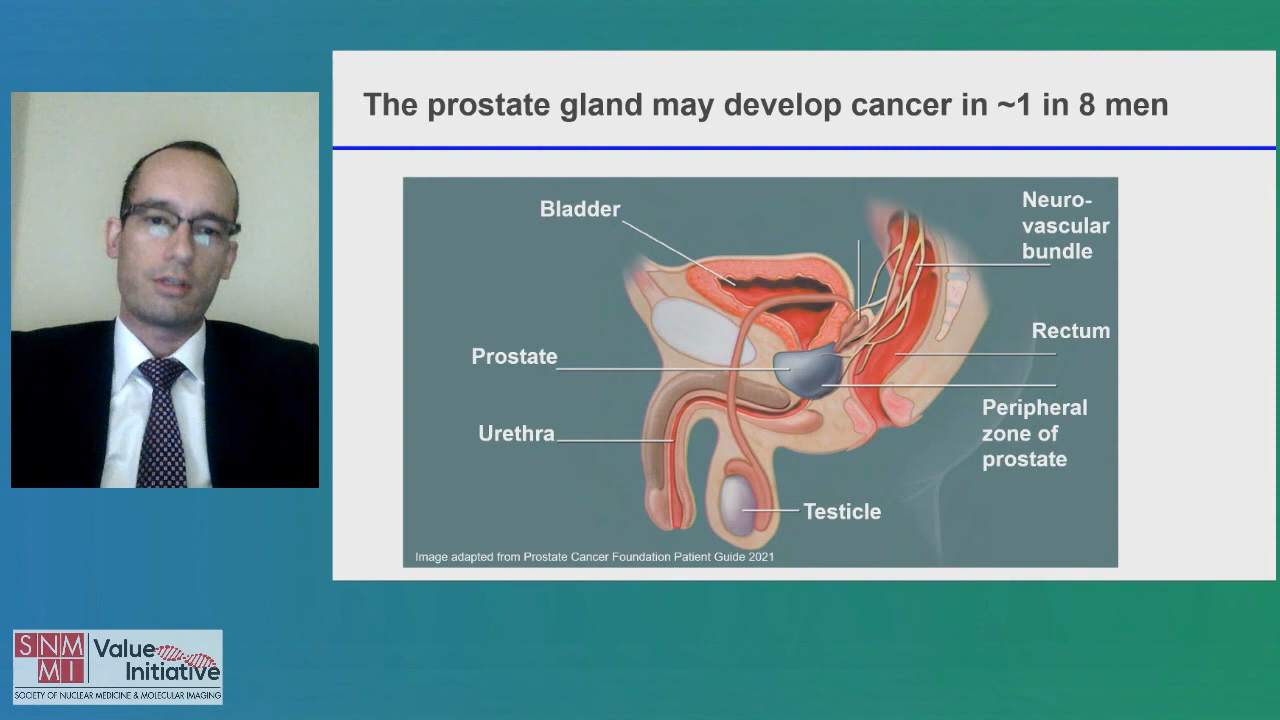 The prostate gland may develop cancer in ~1 in 8 men
Bladder
Neuro-
vascular
bundle
Rectum
Prostate
Peripheral
zone of
prostate
Urethra
Testicle
Image adapted from Prostate Cancer Foundation Patient Guide 2021
SNM
MI
Value
Initiative
SOCIETY OF NUCLEAR MEDICINE & MOLECULAR IMAGING